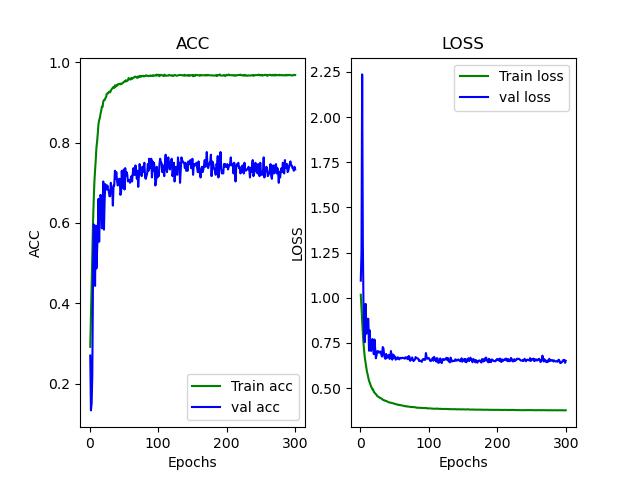 ACC
1.0
0.8
0.6
0.4
0.2
ACC
Train acc
val acc
0 100 200 300
Epochs
LOSS
2.25
2.00
1.75
1.50
1.25
1.00
0.75
0.50
LOSS
Train loss
val loss
0 100 200 300
Epochs